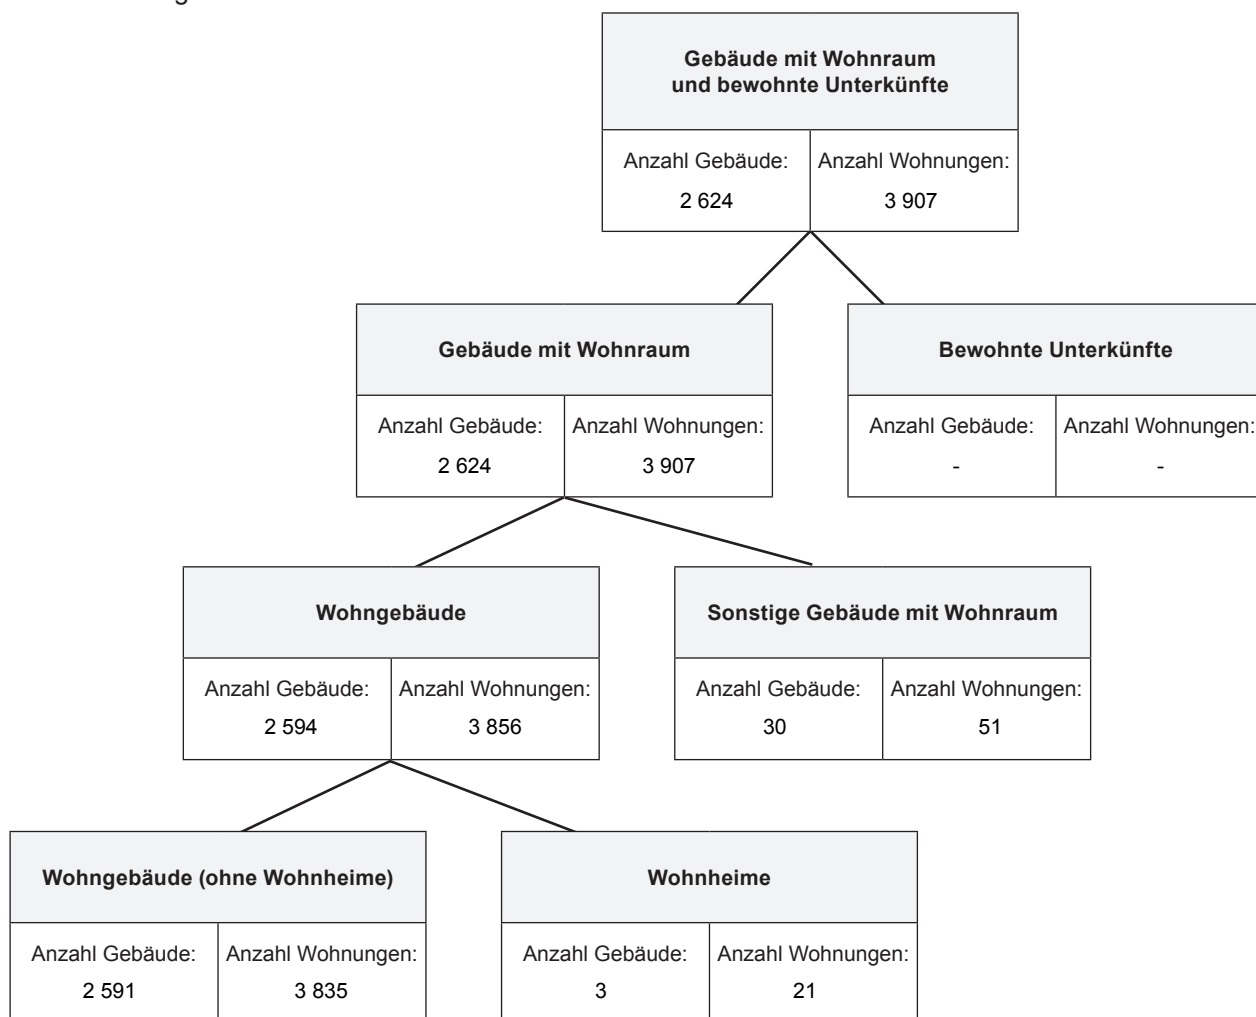 Gebäude mit Wohnraum
und bewohnte Unterkünfte
Anzahl Gebäude: Anzahl Wohnungen:
2 624 3 907
Gebäude mit Wohnraum Bewohnte Unterkünfte
Anzahl Gebäude: Anzahl Wohnungen: Anzahl Gebäude: Anzahl Wohnungen:
2 624 3 907 - -
Wohngebäude Sonstige Gebäude mit Wohnraum
Anzahl Gebäude: Anzahl Wohnungen: Anzahl Gebäude: Anzahl Wohnungen:
2 594 3 856 30 51
Wohngebäude (ohne Wohnheime) Wohnheime
Anzahl Gebäude: Anzahl Wohnungen: Anzahl Gebäude: Anzahl Wohnungen:
2 591 3 835 3 21